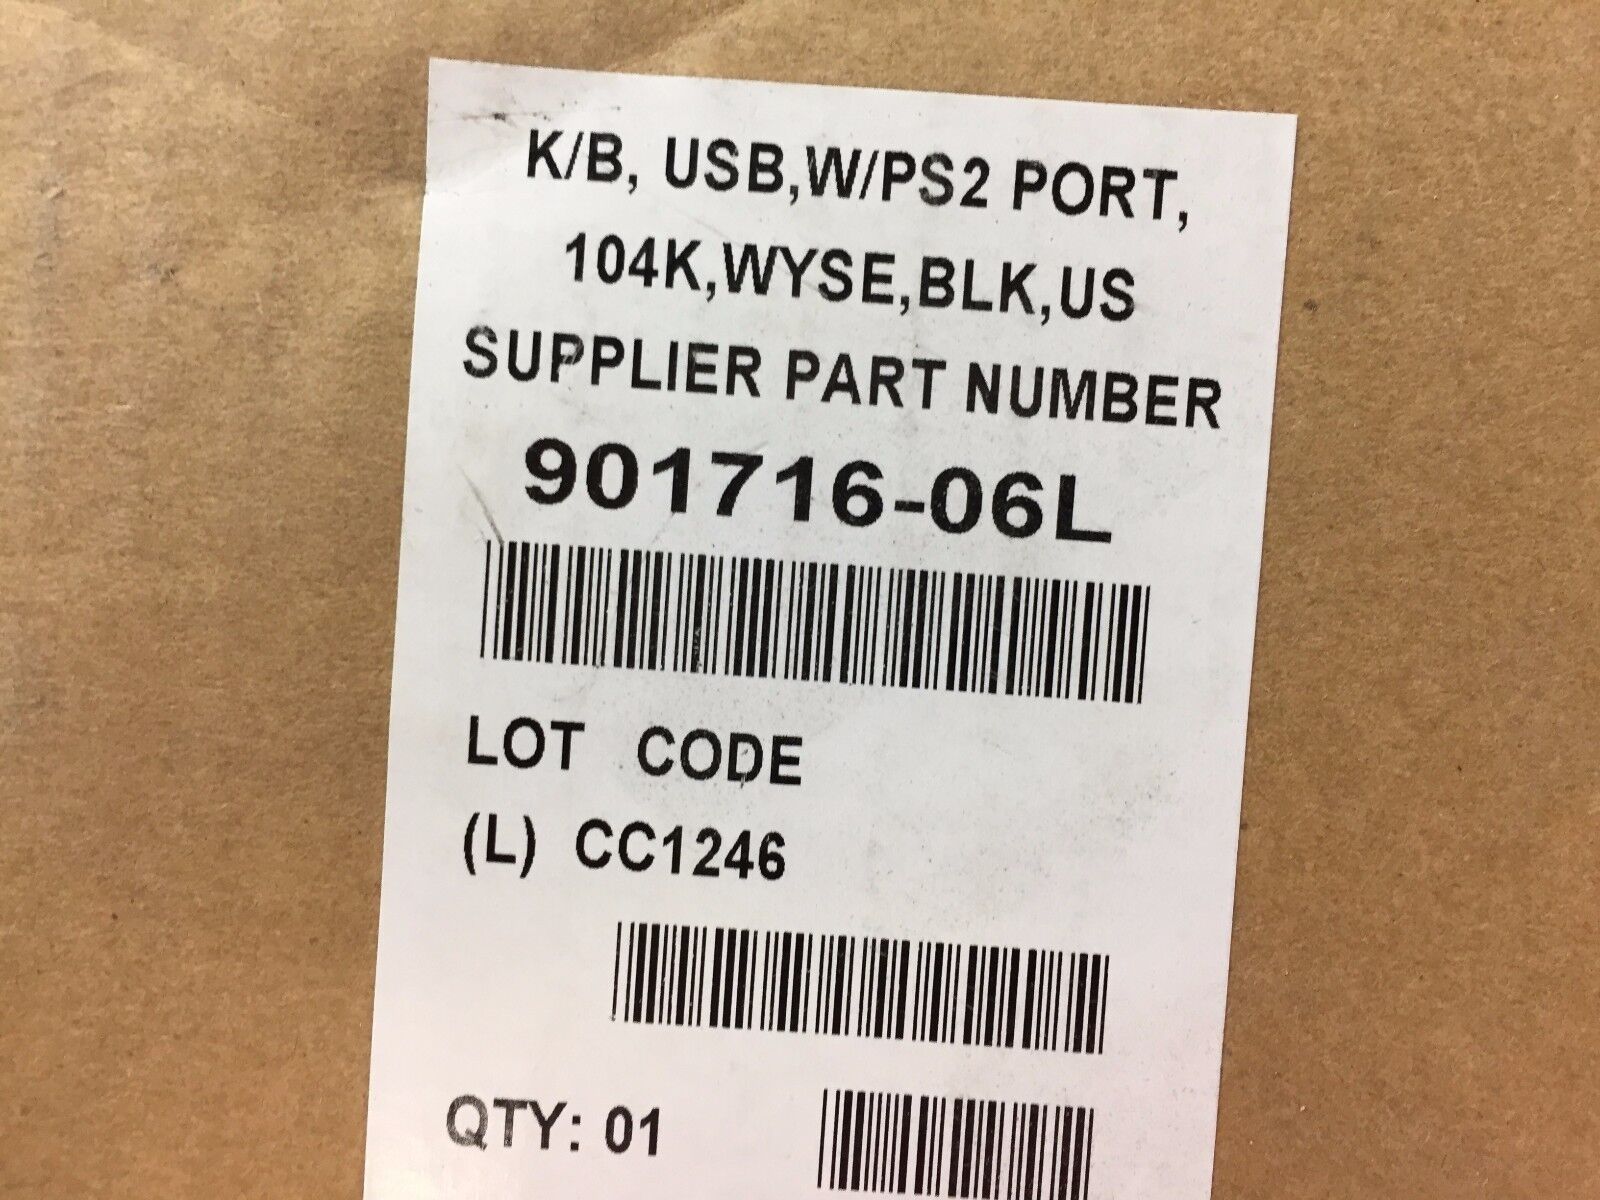 K/B, USB,W/PS2 PORT,
104K,WYSE,BLK,US
SUPPLIER PART NUMBER
901716-06L
LOT CODE
(L) CC1246
QTY: 01